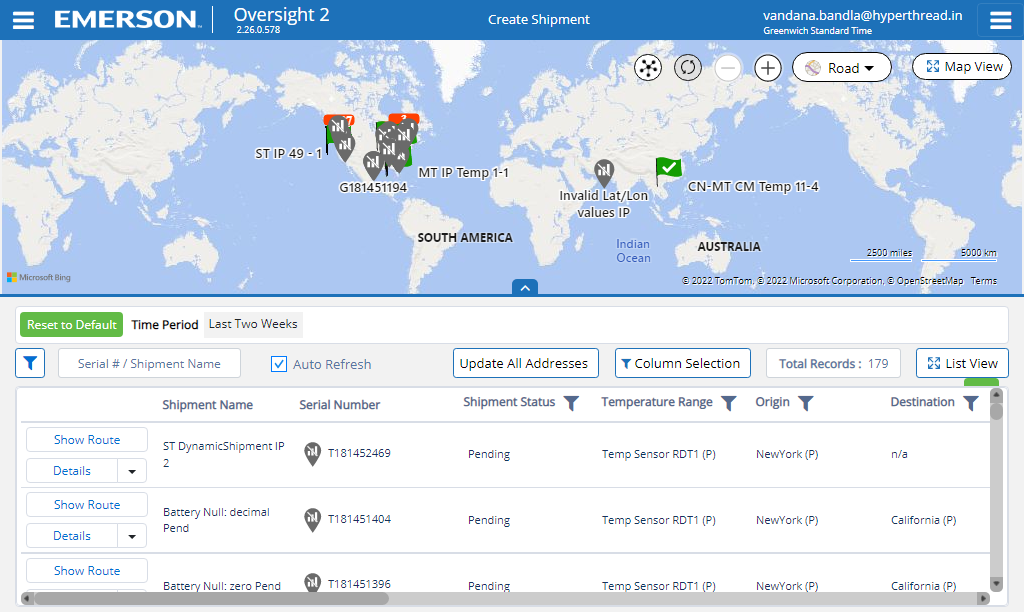 EMERSON
Oversight 2
2.26.0.578
Create Shipment
vandana.bandla@hyperthread.in
Greenwich Standard Time
Road
Map View
ST IP 49 - 1
G181451194
MT IP Temp 1-1
Invalid Lat/Lon
values IP
CN-MT CM Temp 11-4
SOUTH AMERICA
Indian
Ocean
AUSTRALIA
2500 miles
5000 km
Microsoft Bing
© 2022 TomTom, © 2022 Microsoft Corporation, © OpenStreetMap Terms
Reset to Default
Time Period
Last Two Weeks
Serial # / Shipment Name
Auto Refresh
Update All Addresses
Column Selection
Total Records : 179
List View
Shipment Name
Serial Number
Shipment Status
Temperature Range
Origin
Destination
Show Route
Details
ST DynamicShipment IP
2
T181452469
Pending
Temp Sensor RDT1 (P)
NewYork (P)
n/a
Show Route
Details
Battery Null: decimal
Pend
T181451404
Pending
Temp Sensor RDT1 (P)
NewYork (P)
California (P)
Show Route
Battery Null: zero Pend
T181451396
Pending
Temp Sensor RDT1 (P)
NewYork (P)
California (P)